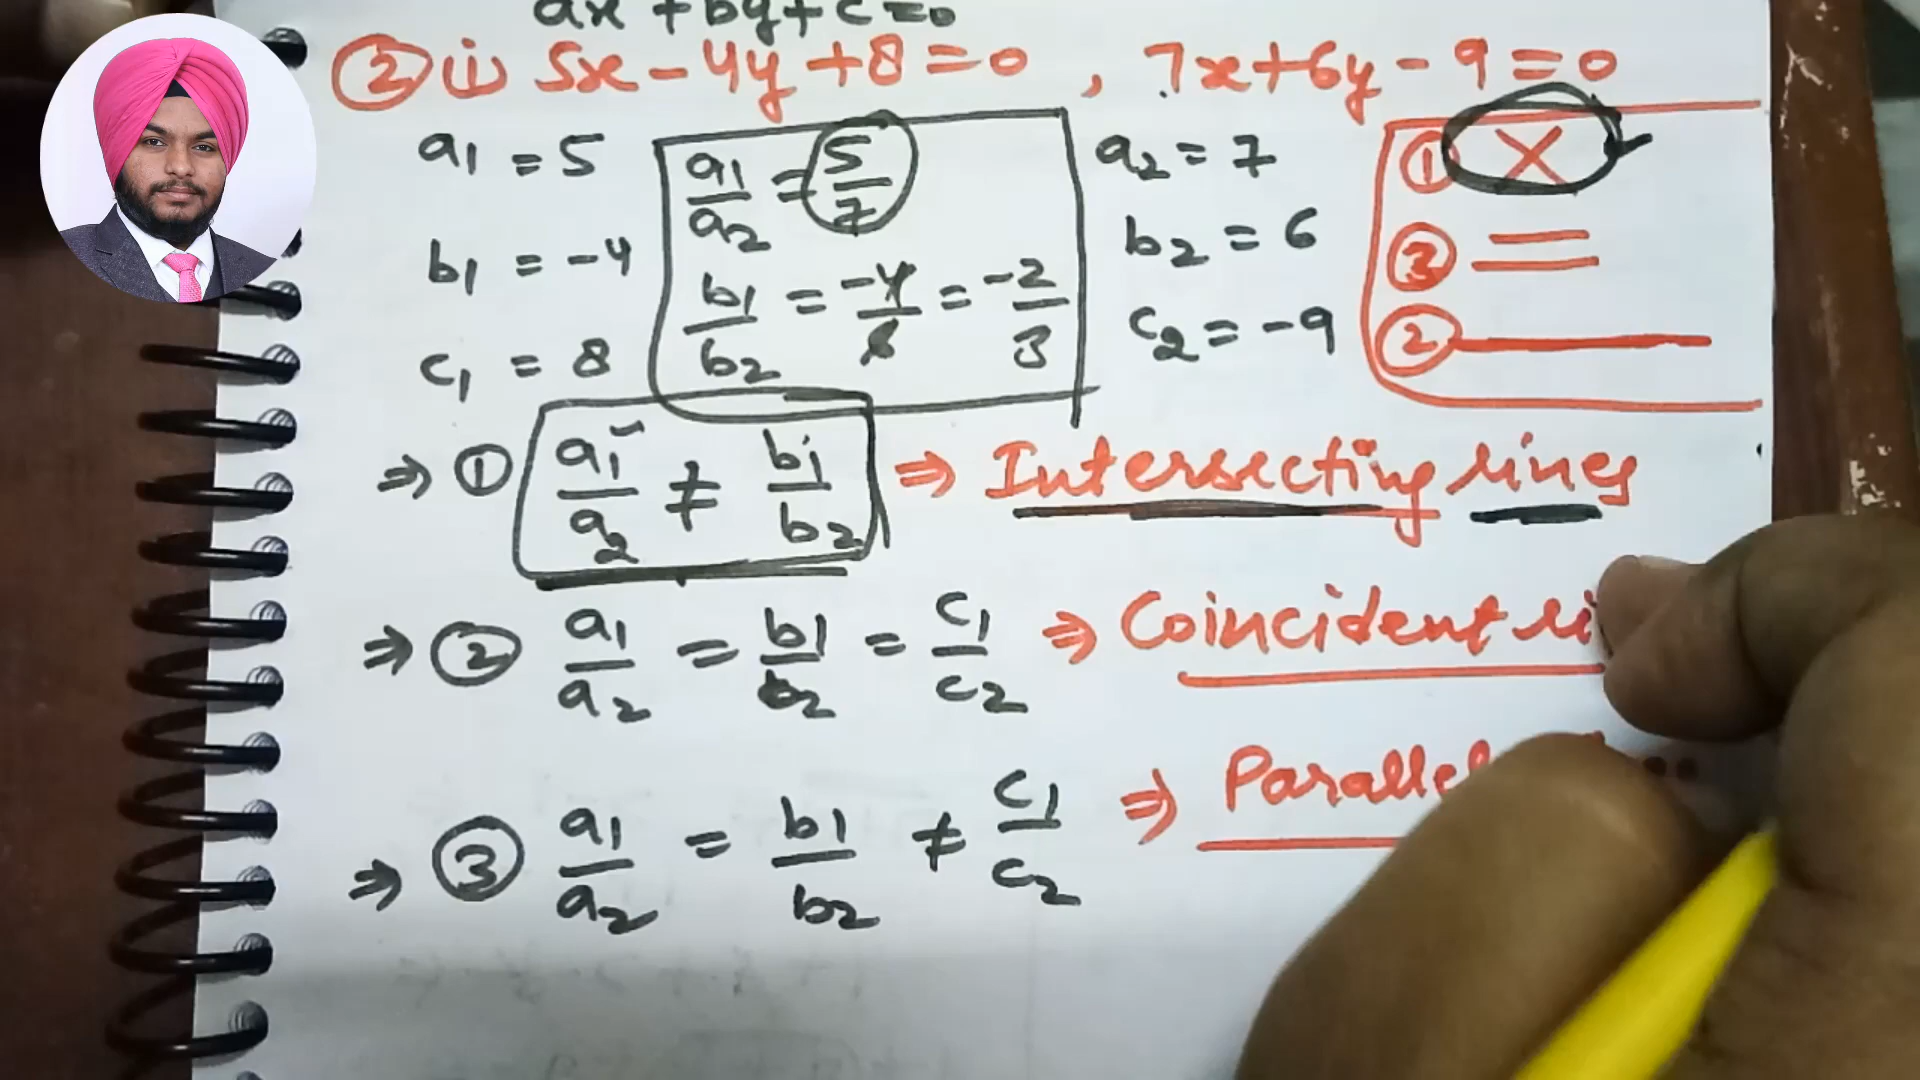 ax + by + c = 0
② (i) 5x - 4y + 8 = 0 , 7x + 6y - 9 = 0
a1 = 5
a1/a2 = 5/7
a2 = 7
① ×
b1 = -4
b1/b2 = -4/6 = -2/3
b2 = 6
③ =
c1 = 8
c2 = -9
② —
⇒ ① a1/a2 ≠ b1/b2 ⇒ Intersecting lines
⇒ ② a1/a2 = b1/b2 = c1/c2 ⇒ Coincident
⇒ ③ a1/a2 = b1/b2 ≠ c1/c2 ⇒